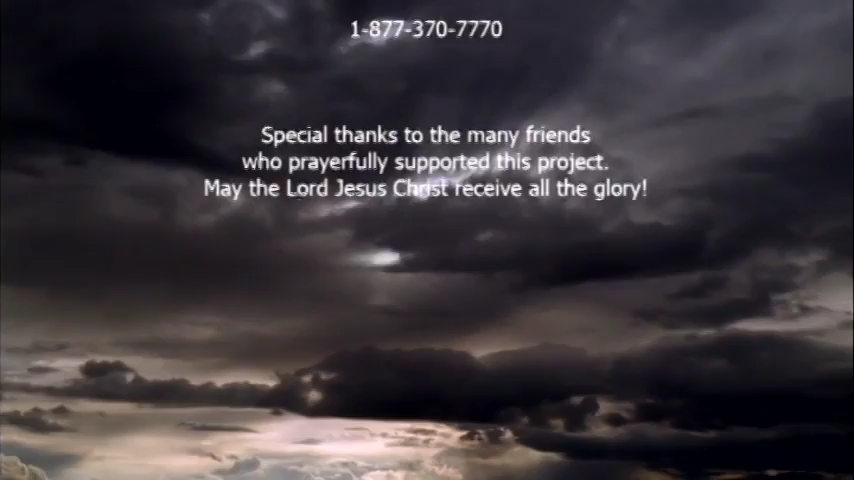 1-877-370-7770
Special thanks to the many friends
who prayerfully supported this project.
May the Lord Jesus Christ receive all the glory!